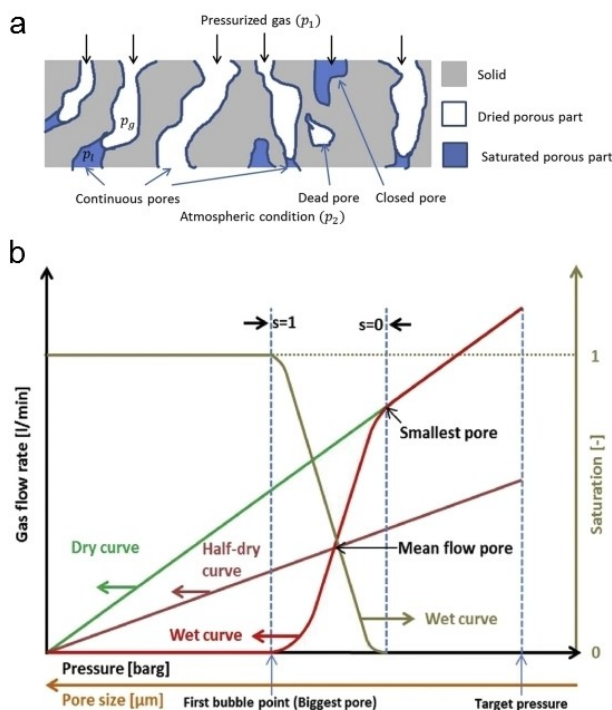 a
Pressurized gas (p₁)
Solid
Dried porous part
Saturated porous part
p_g
p_l
Continuous pores
Dead pore
Closed pore
Atmospheric condition (p₂)
b
s=1
s=0
1
Gas flow rate [l/min]
Saturation [-]
Smallest pore
Mean flow pore
Dry curve
Half-dry
curve
Wet curve
Wet curve
0
Pressure [barg]
Pore size [µm]
First bubble point (Biggest pore)
Target pressure